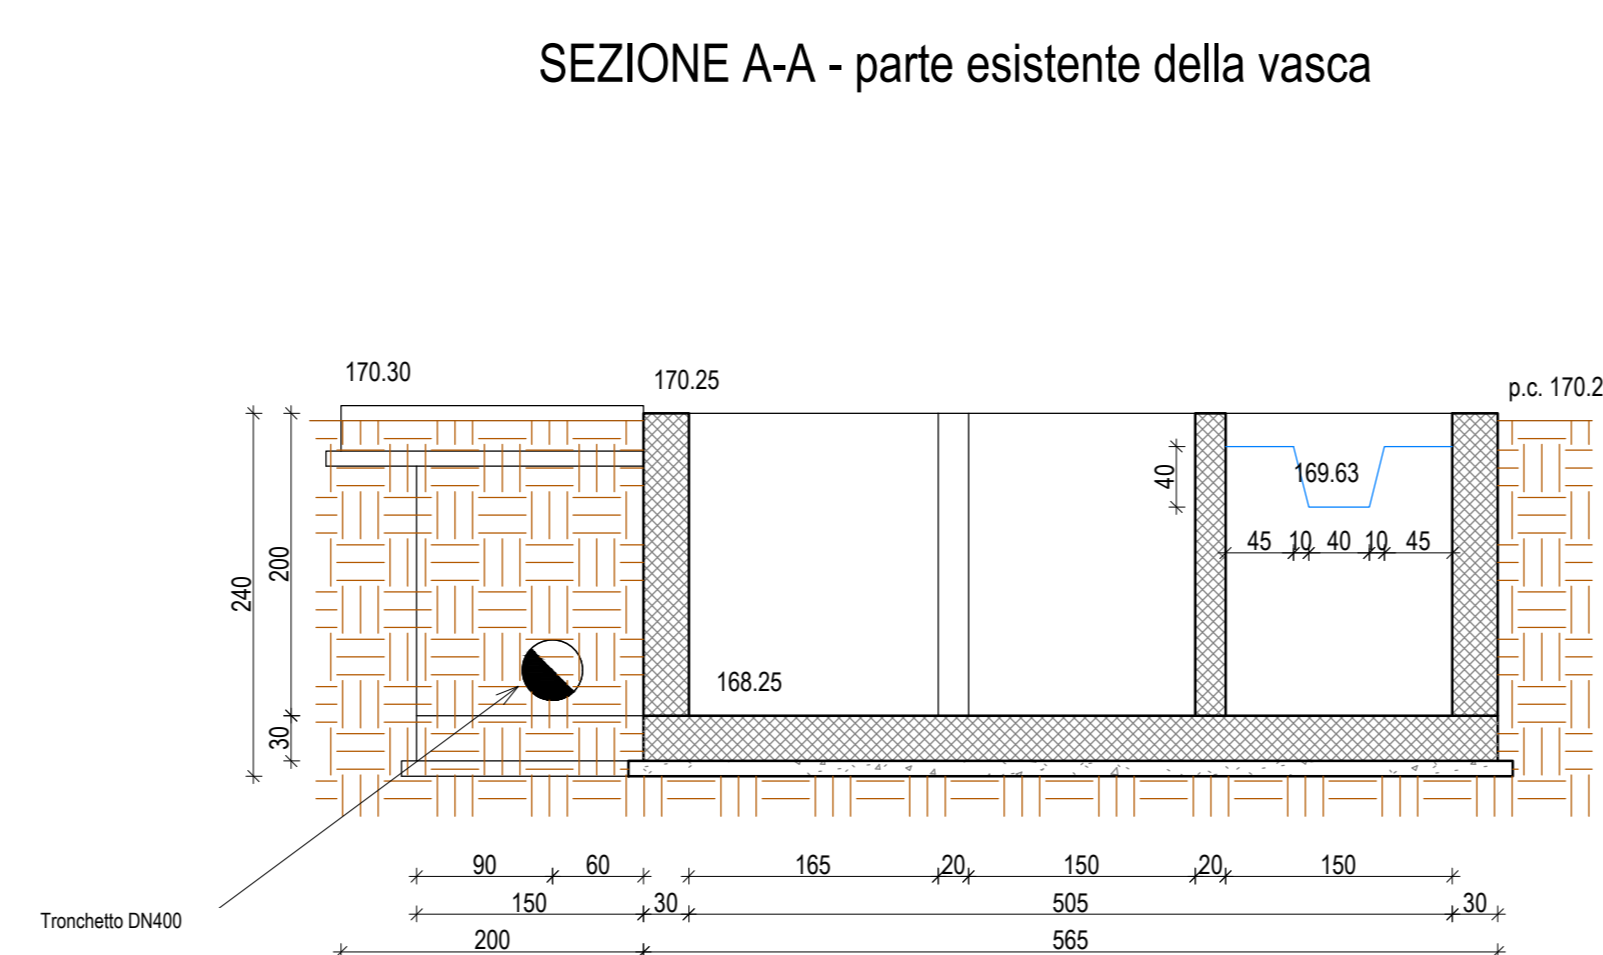 SEZIONE A-A - parte esistente della vasca
170.30
170.25
p.c. 170.2
40
169.63
45 10 40 10 45
200
240
168.25
30
90 60 165 20 150 20 150
150 30 505 30
Tronchetto DN400
200 565